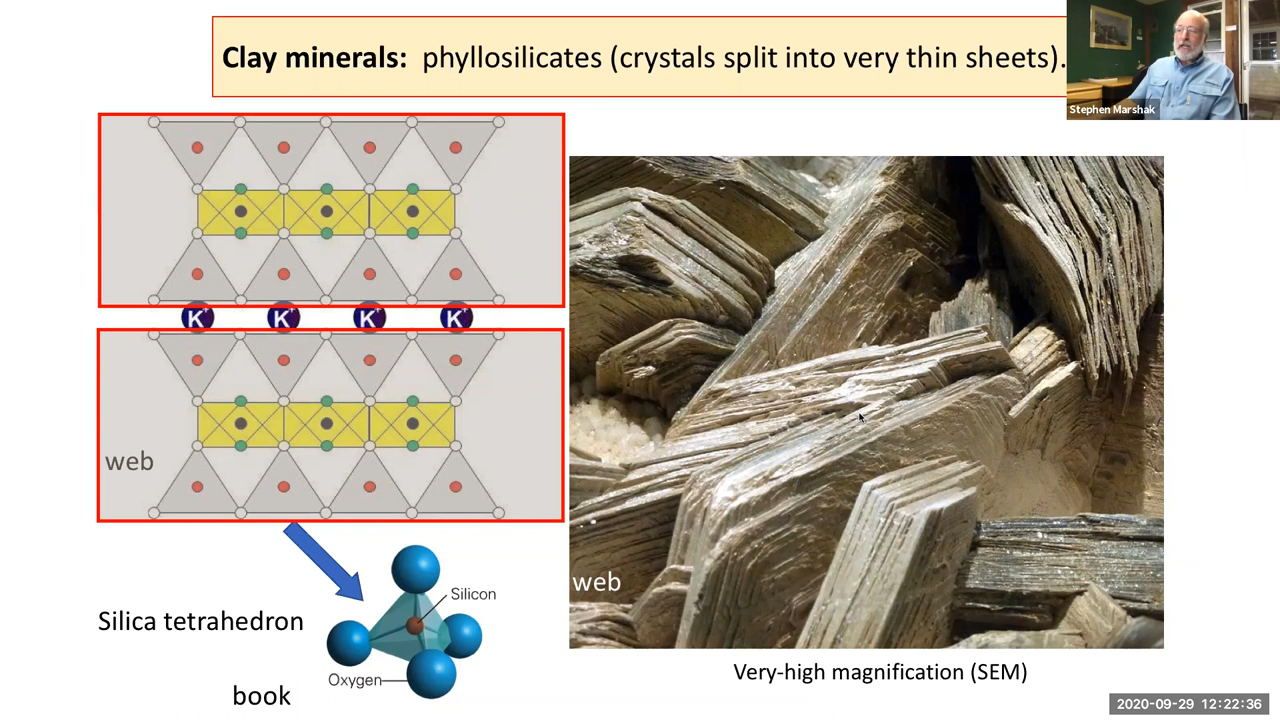 Clay minerals:  phyllosilicates (crystals split into very thin sheets).
Stephen Marshak
K+ K+ K+ K+
web
Silicon
Silica tetrahedron
Oxygen
book
web
Very-high magnification (SEM)
2020-09-29 12:22:36